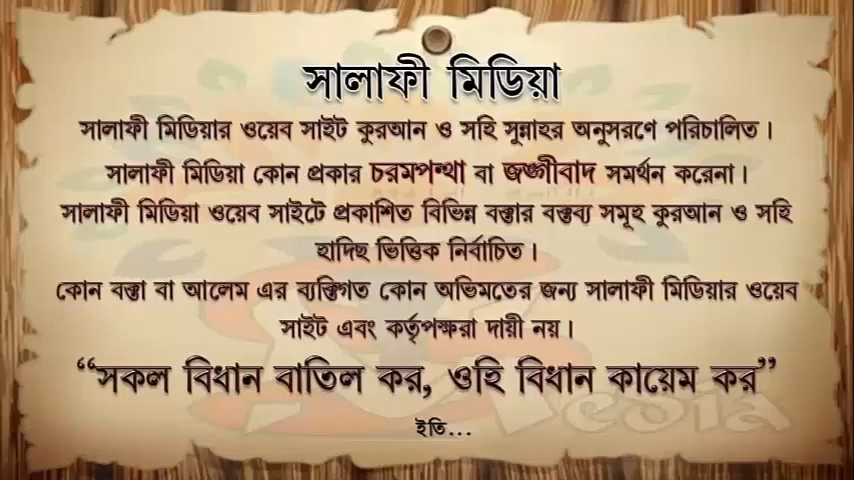 সালাফী মিডিয়া
সালাফী মিডিয়ার ওয়েব সাইট কুরআন ও সহি সুন্নাহর অনুসরণে পরিচালিত।
সালাফী মিডিয়া কোন প্রকার চরমপন্থা বা জঙ্গীবাদ সমর্থন করেনা।
সালাফী মিডিয়া ওয়েব সাইটে প্রকাশিত বিভিন্ন বক্তার বক্তব্য সমূহ কুরআন ও সহি
হাদিছ ভিত্তিক নির্বাচিত।
কোন বক্তা বা আলেম এর ব্যক্তিগত কোন অভিমতের জন্য সালাফী মিডিয়ার ওয়েব
সাইট এবং কর্তৃপক্ষরা দায়ী নয়।
“সকল বিধান বাতিল কর, ওহি বিধান কায়েম কর”
Media
ইতি...